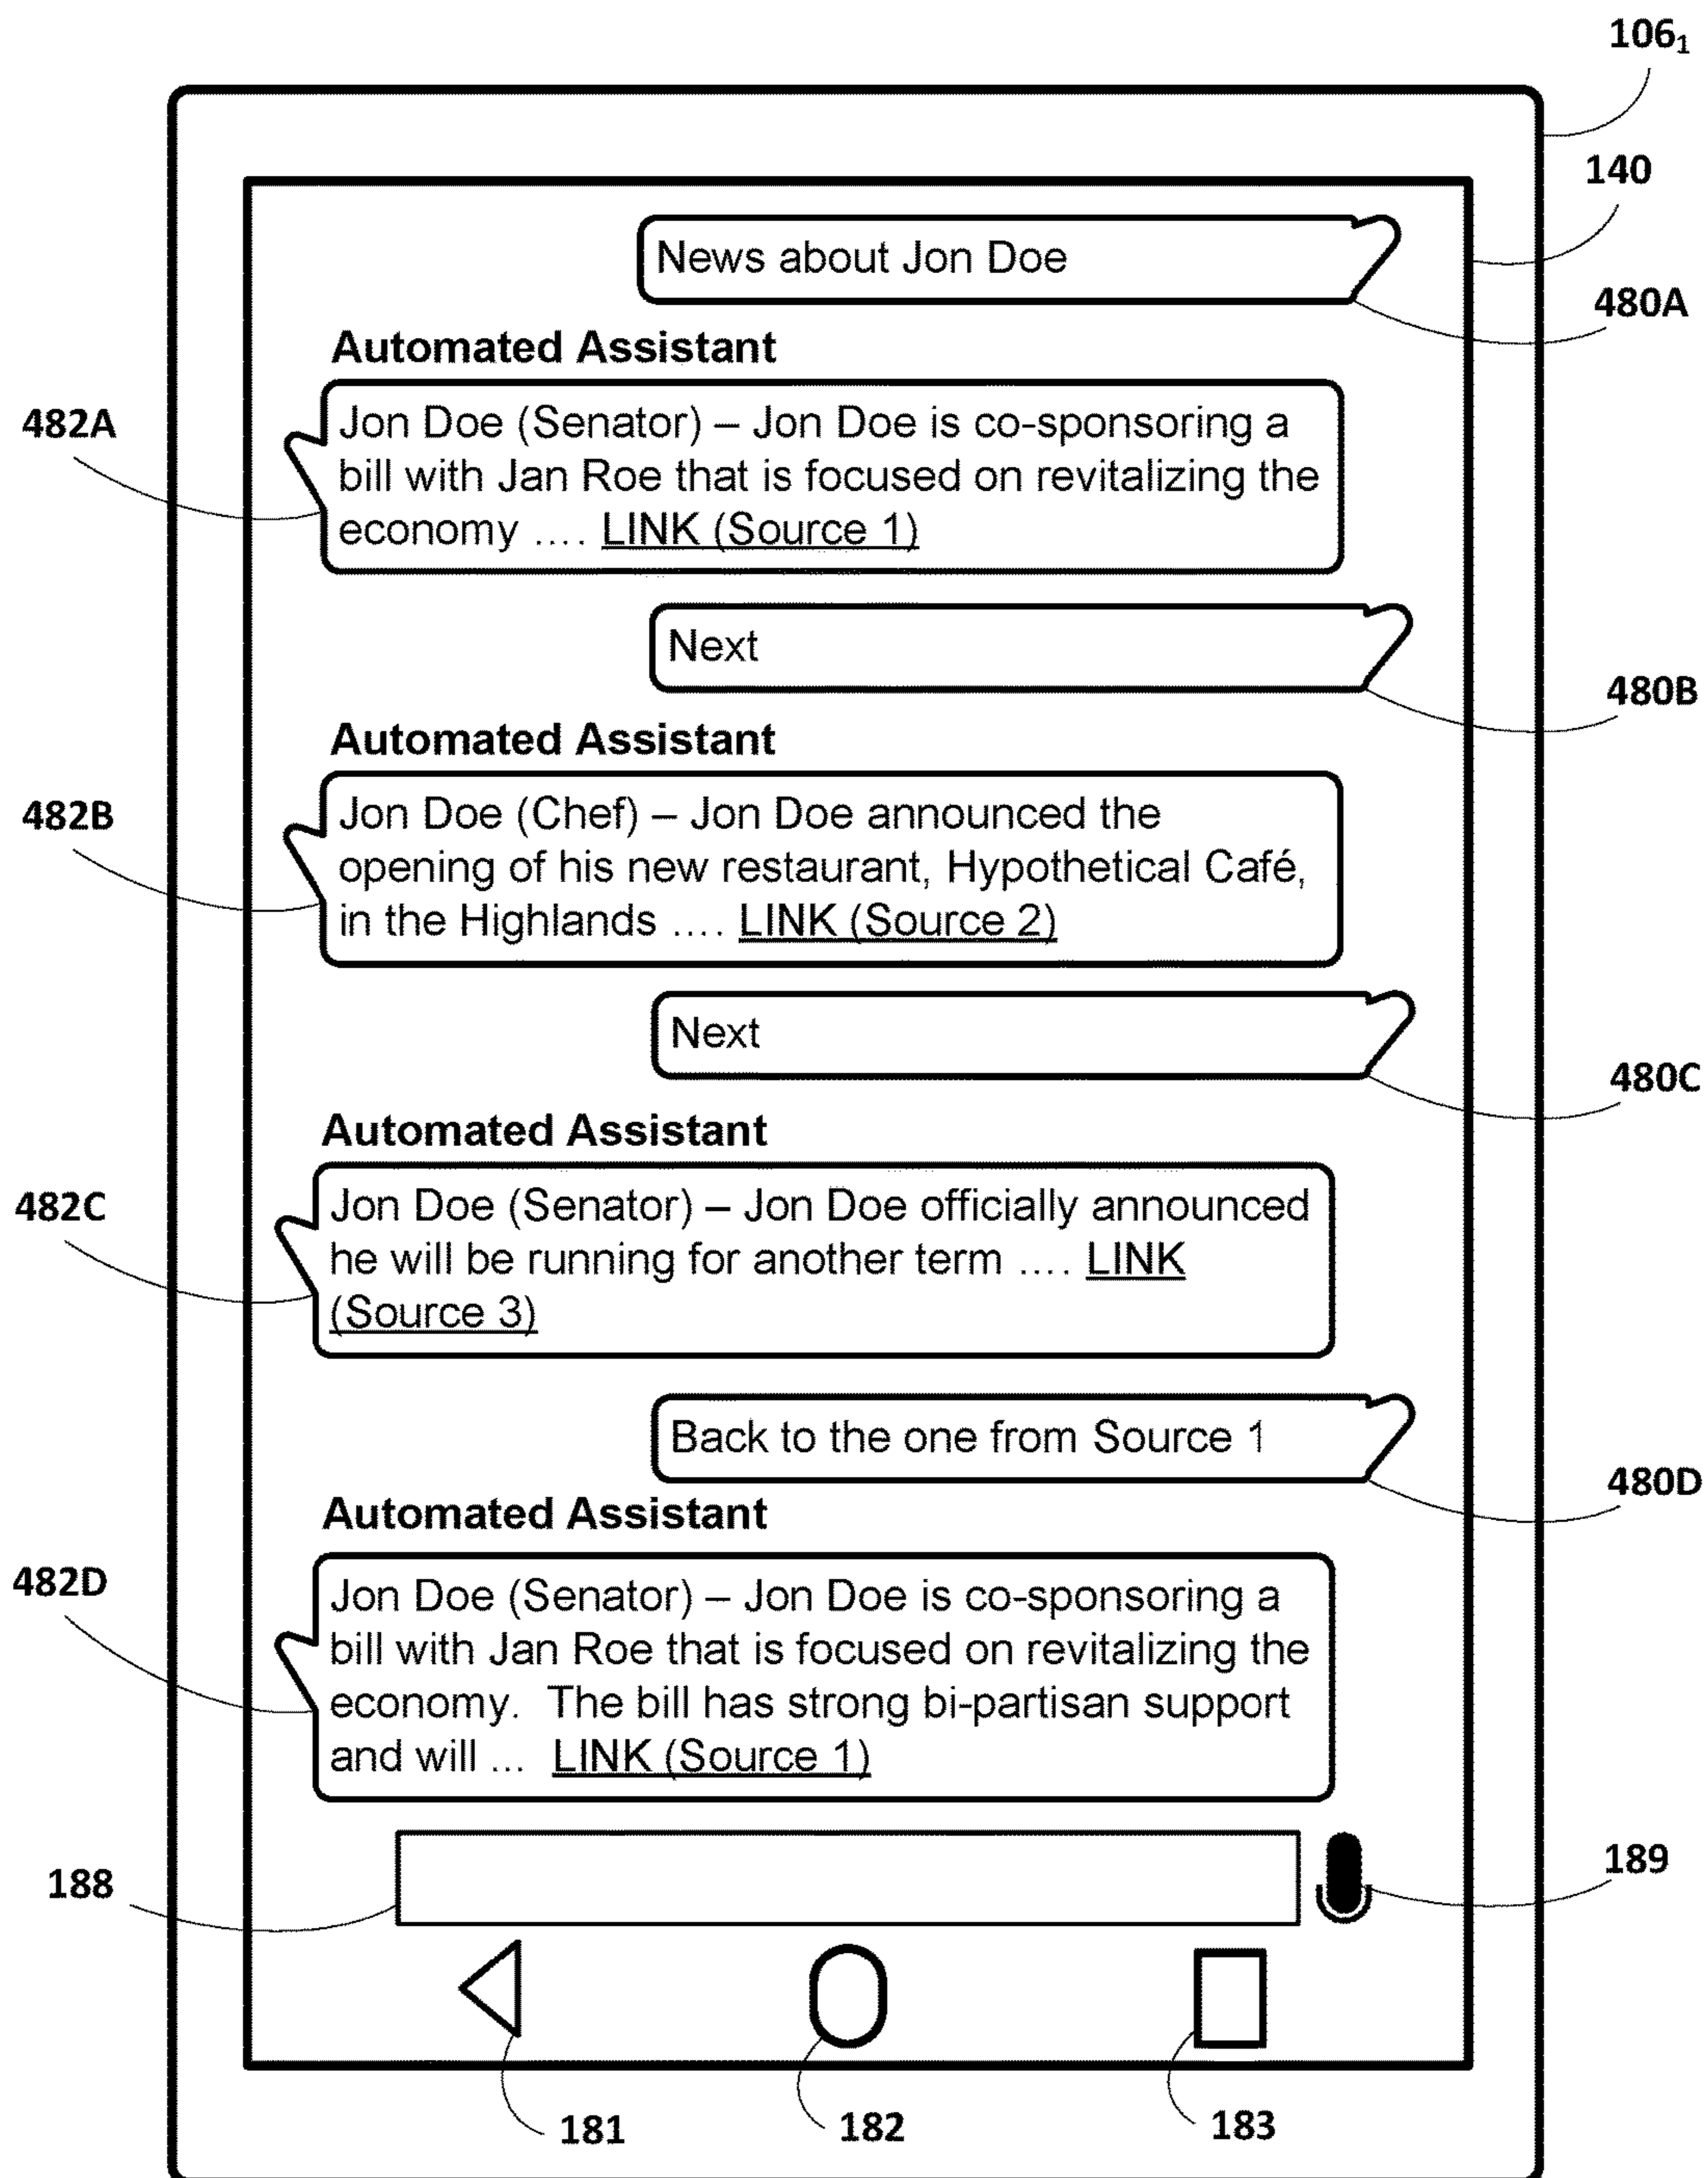 106₁
140
News about Jon Doe
480A
Automated Assistant
482A
Jon Doe (Senator) – Jon Doe is co-sponsoring a
bill with Jan Roe that is focused on revitalizing the
economy .... LINK (Source 1)
Next
480B
Automated Assistant
482B
Jon Doe (Chef) – Jon Doe announced the
opening of his new restaurant, Hypothetical Café,
in the Highlands .... LINK (Source 2)
Next
480C
Automated Assistant
482C
Jon Doe (Senator) – Jon Doe officially announced
he will be running for another term .... LINK
(Source 3)
Back to the one from Source 1
480D
Automated Assistant
482D
Jon Doe (Senator) – Jon Doe is co-sponsoring a
bill with Jan Roe that is focused on revitalizing the
economy.  The bill has strong bi-partisan support
and will ...  LINK (Source 1)
188
189
181
182
183